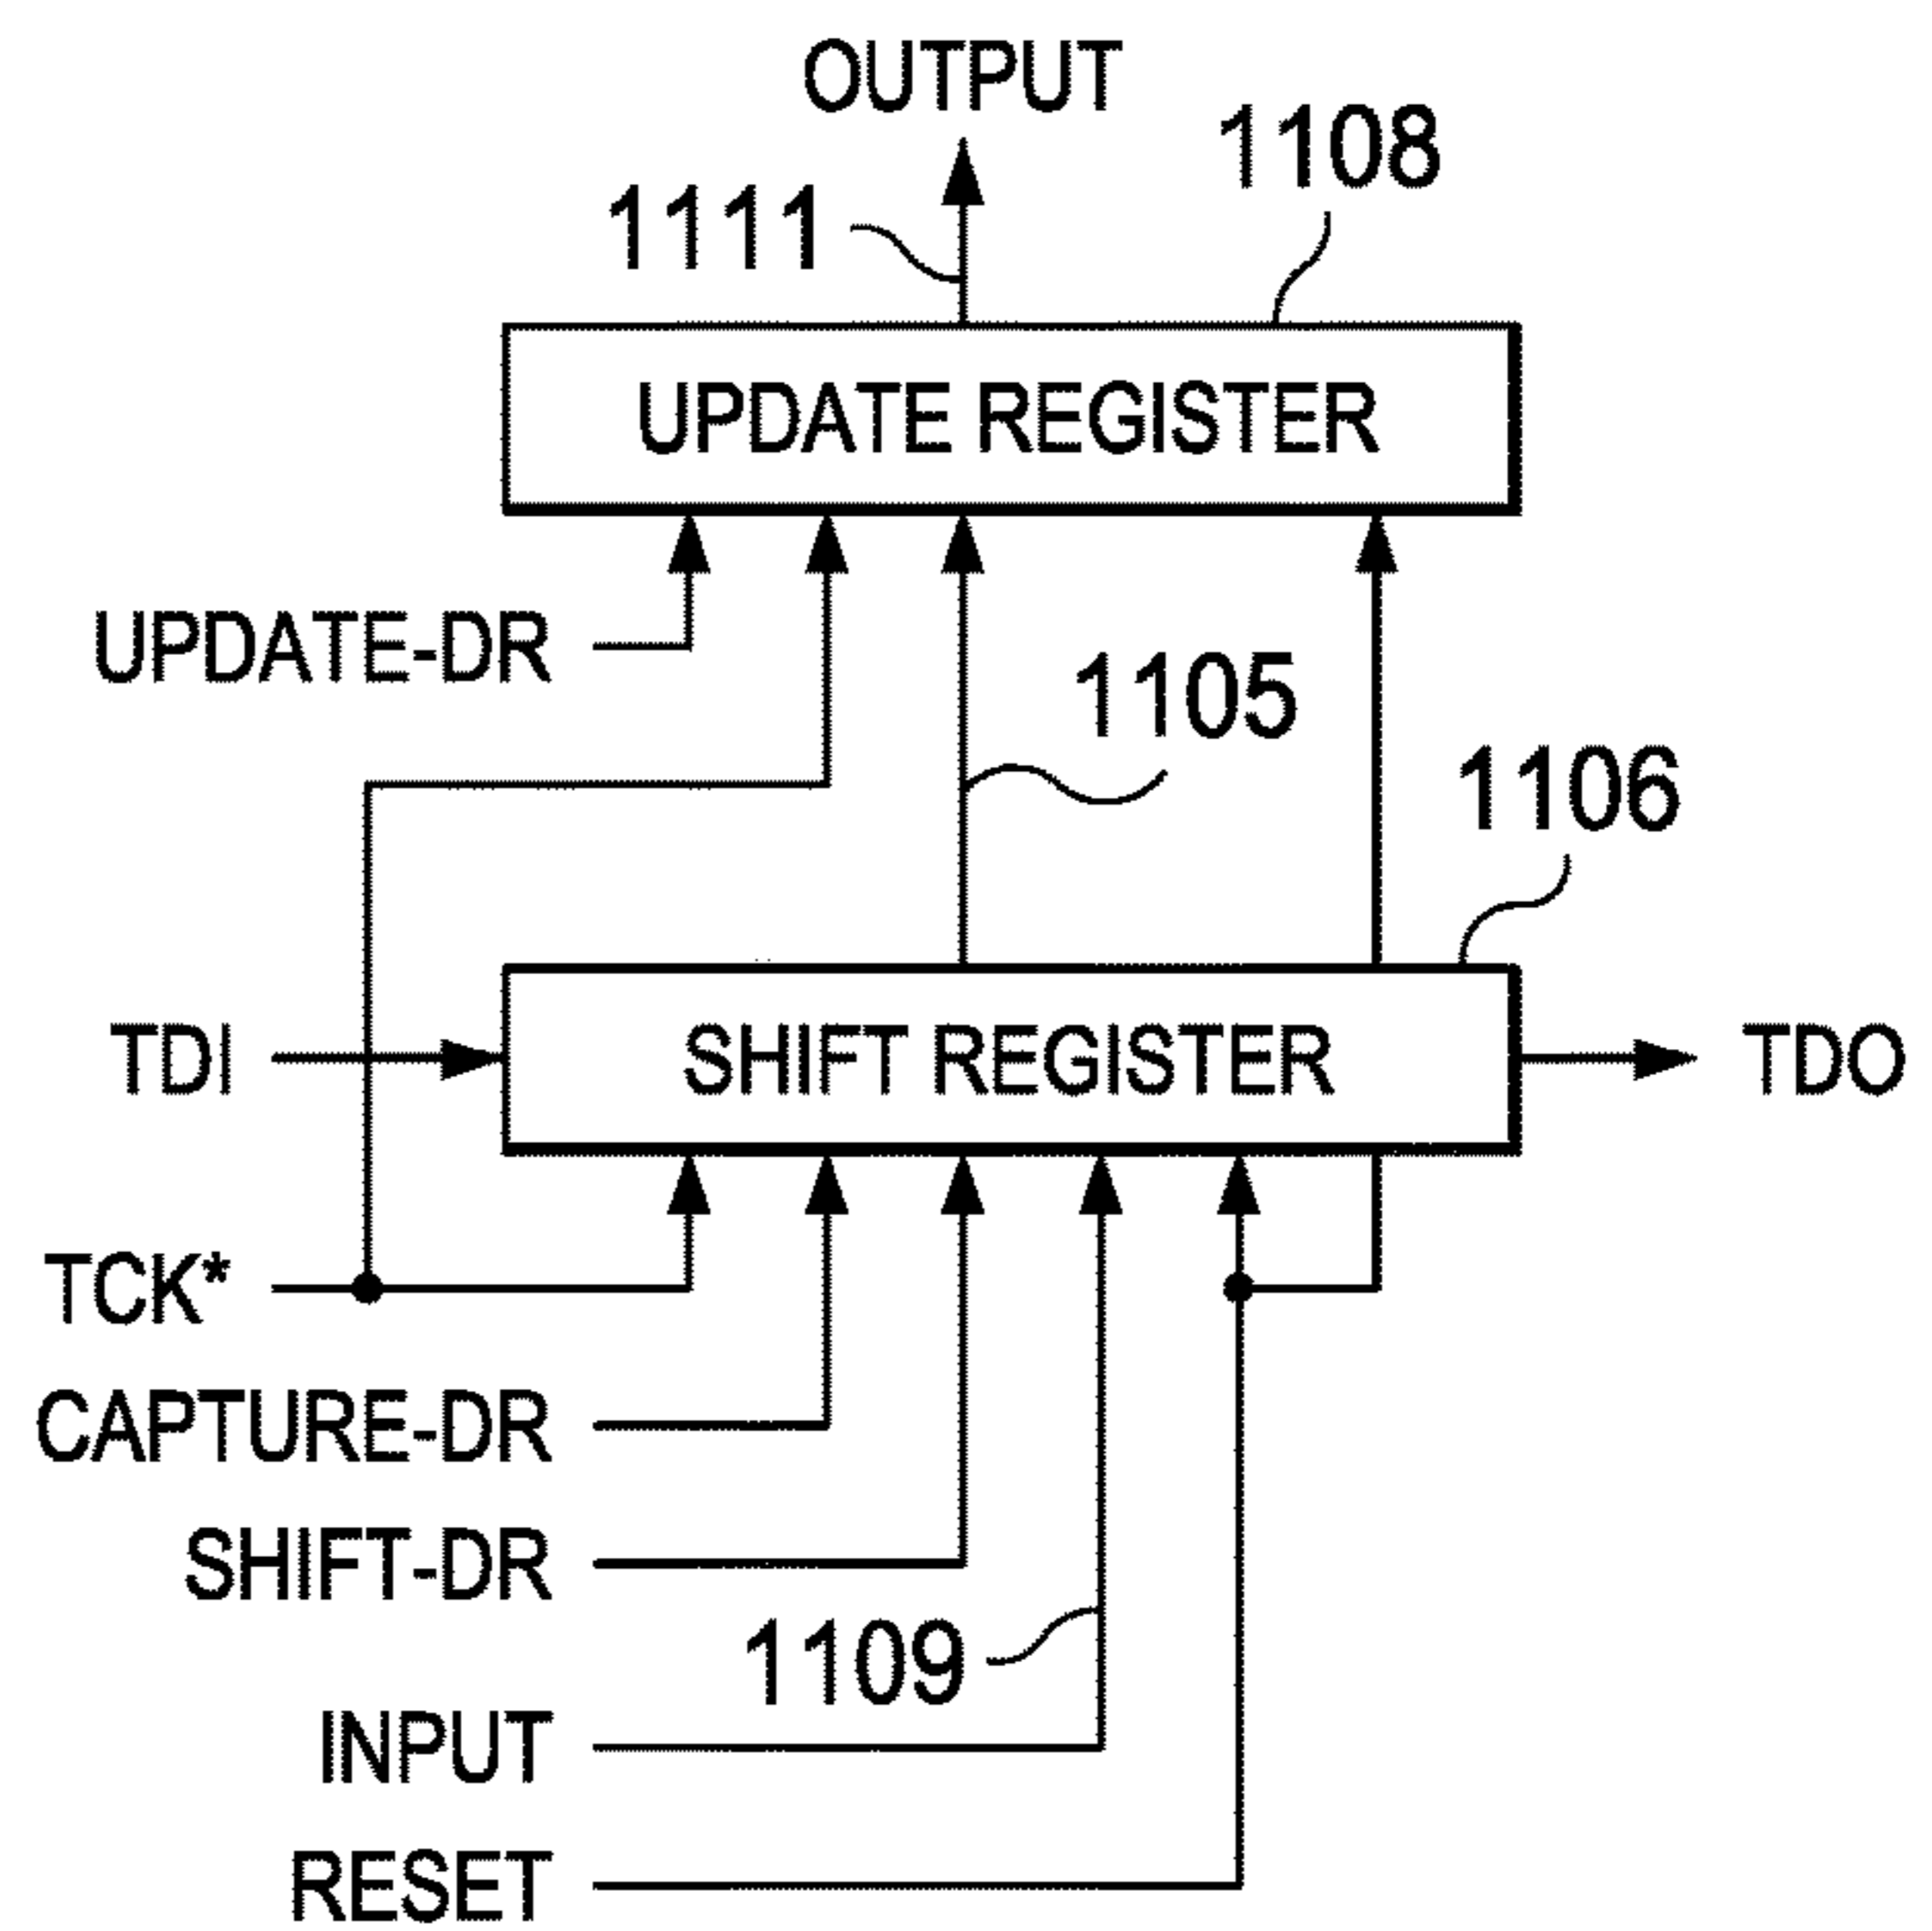 OUTPUT
1108
1111
UPDATE REGISTER
UPDATE-DR
1105
1106
TDI
SHIFT REGISTER
TDO
TCK*
CAPTURE-DR
SHIFT-DR
1109
INPUT
RESET